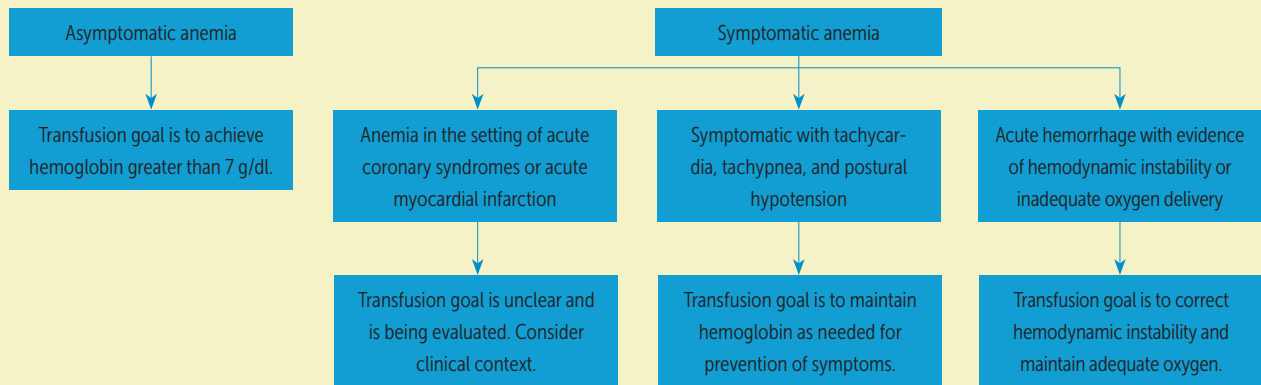 Asymptomatic anemia
Symptomatic anemia
Transfusion goal is to achieve
hemoglobin greater than 7 g/dl.
Anemia in the setting of acute
coronary syndromes or acute
myocardial infarction
Symptomatic with tachycar-
dia, tachypnea, and postural
hypotension
Acute hemorrhage with evidence
of hemodynamic instability or
inadequate oxygen delivery
Transfusion goal is unclear and
is being evaluated. Consider
clinical context.
Transfusion goal is to maintain
hemoglobin as needed for
prevention of symptoms.
Transfusion goal is to correct
hemodynamic instability and
maintain adequate oxygen.